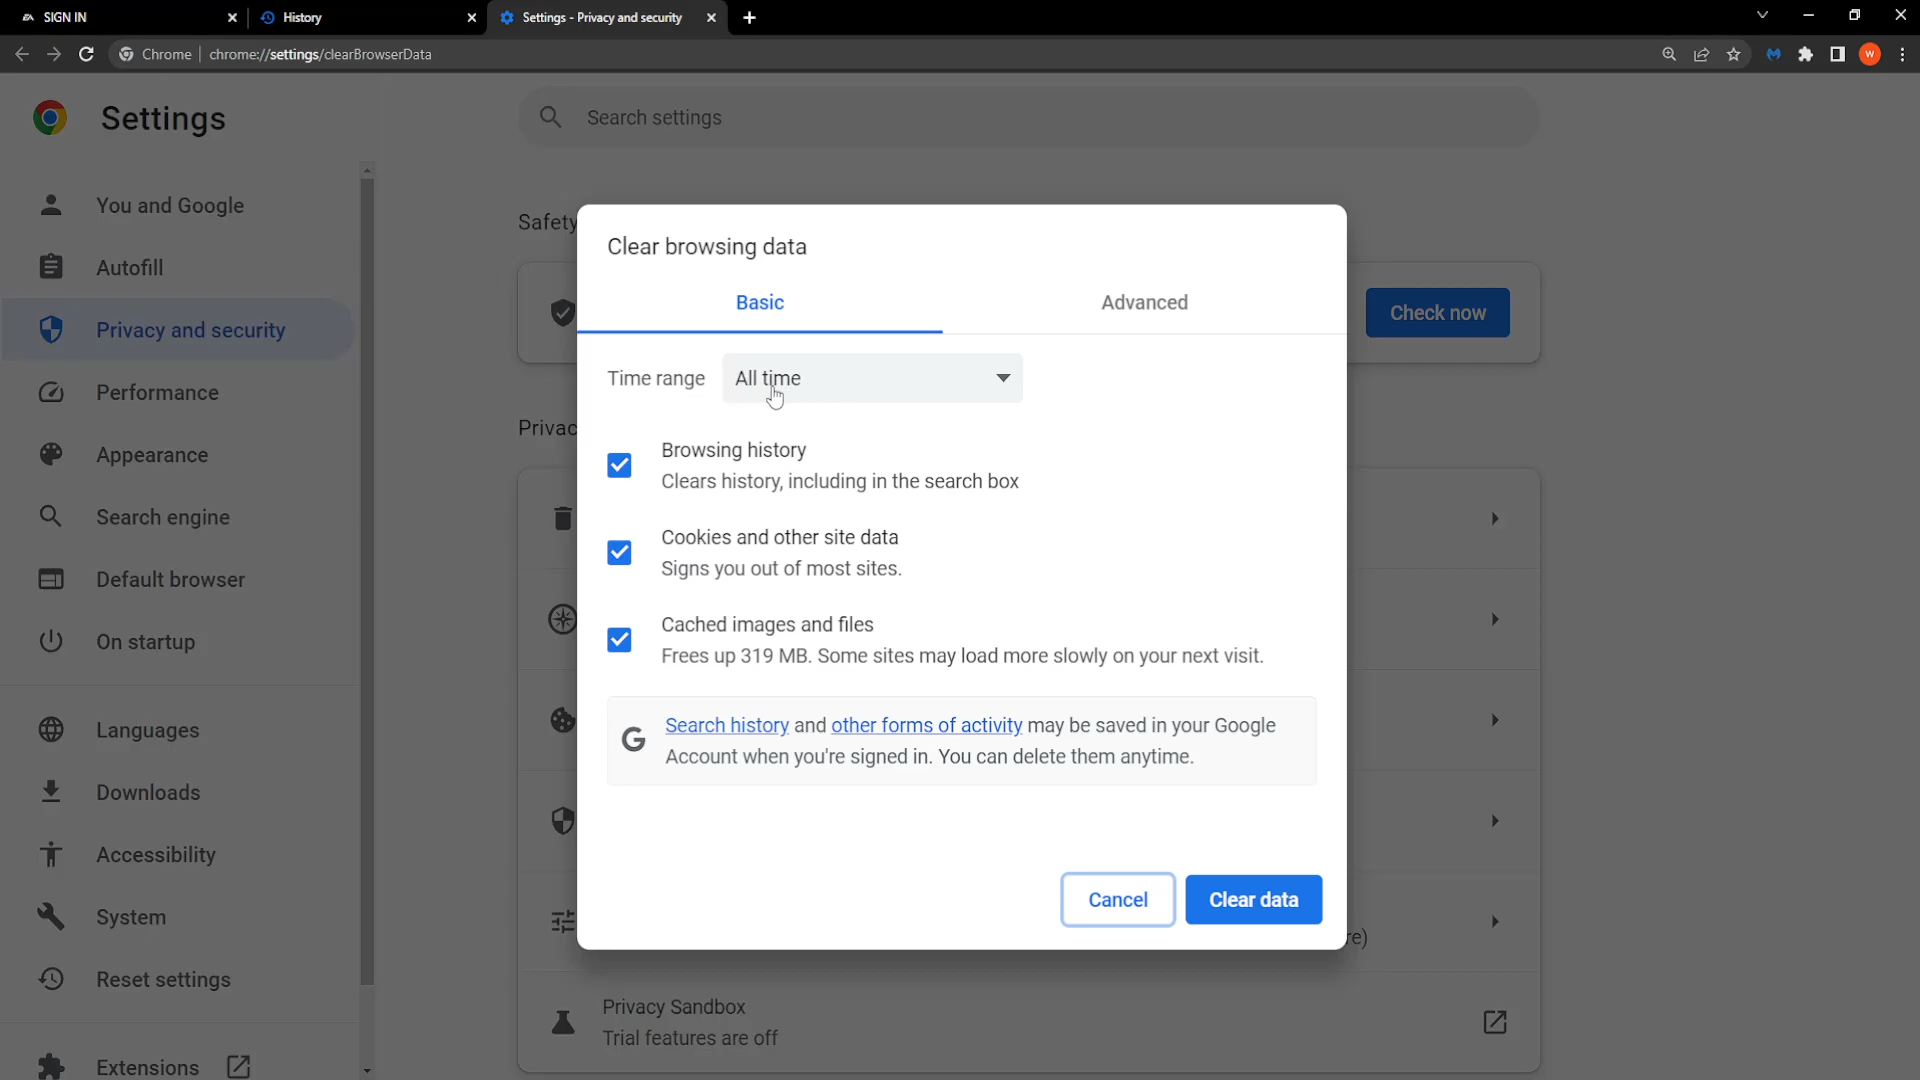 SIGN IN
History
Settings - Privacy and security
Chrome | chrome://settings/clearBrowserData
W
Settings
Search settings
You and Google
Autofill
Privacy and security
Performance
Appearance
Search engine
Default browser
On startup
Languages
Downloads
Accessibility
System
Reset settings
Extensions
Safety
Check now
Privac
Clear browsing data
Basic
Advanced
Time range
All time
Browsing history
Clears history, including in the search box
Cookies and other site data
Signs you out of most sites.
Cached images and files
Frees up 319 MB. Some sites may load more slowly on your next visit.
Search history and other forms of activity may be saved in your Google
Account when you're signed in. You can delete them anytime.
Cancel
Clear data
re)
Privacy Sandbox
Trial features are off